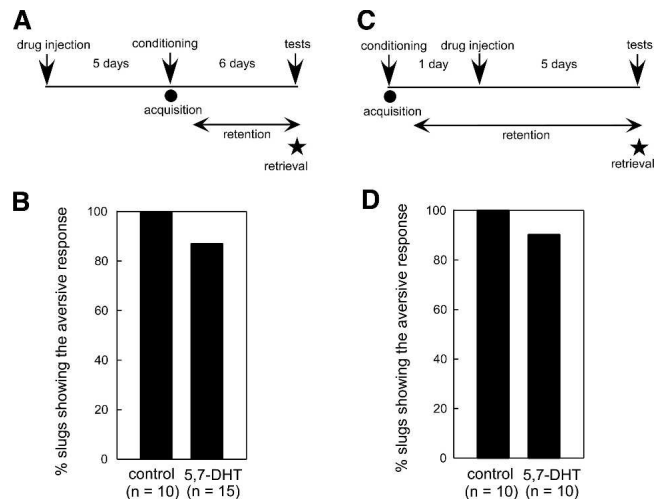 A
drug injection
conditioning
tests
5 days
6 days
acquisition
retention
retrieval
C
conditioning
drug injection
tests
1 day
5 days
acquisition
retention
retrieval
B
% slugs showing the aversive response
100
80
60
40
20
0
control
(n = 10)
5,7-DHT
(n = 15)
D
% slugs showing the aversive response
100
80
60
40
20
0
control
(n = 10)
5,7-DHT
(n = 10)